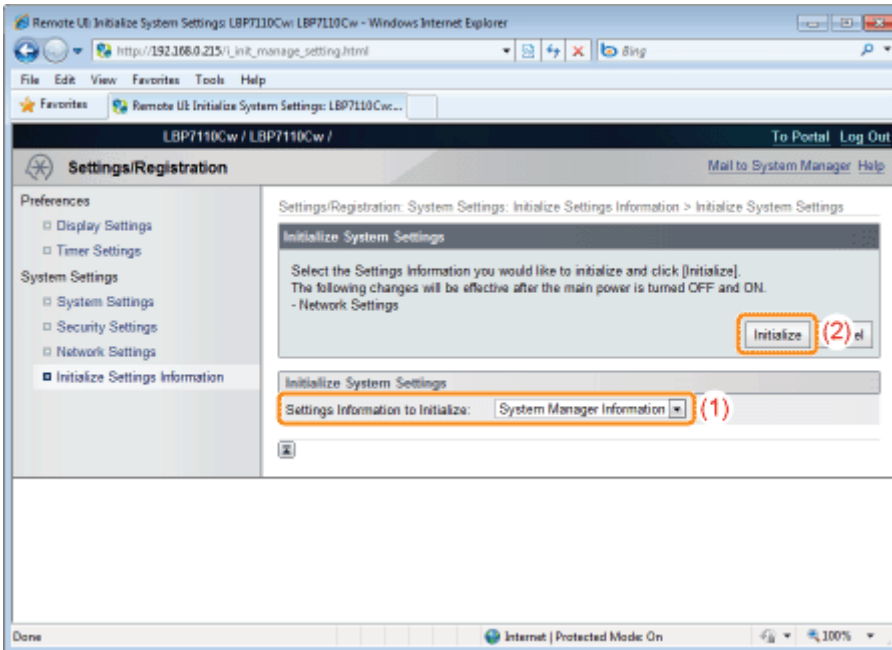 Remote UI: Initialize System Settings: LBP7110Cw: LBP7110Cw - Windows Internet Explorer
http://192.168.0.215/i_init_manage_setting.html
Bing
File Edit View Favorites Tools Help
Favorites Remote UI: Initialize System Settings: LBP7110Cw:...
LBP7110Cw / LBP7110Cw /
To Portal Log Out
Settings/Registration
Mail to System Manager Help
Preferences
Display Settings
Timer Settings
System Settings
System Settings
Security Settings
Network Settings
Initialize Settings Information
Settings/Registration: System Settings: Initialize Settings Information > Initialize System Settings
Initialize System Settings
Select the Settings Information you would like to initialize and click [Initialize].
The following changes will be effective after the main power is turned OFF and ON.
- Network Settings
Initialize (2) el
Initialize System Settings
Settings Information to Initialize: System Manager Information (1)
Done Internet | Protected Mode: On 100%